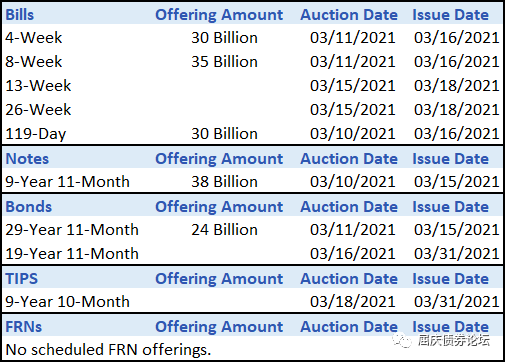 Bills Offering Amount Auction Date Issue Date
4-Week 30 Billion 03/11/2021 03/16/2021
8-Week 35 Billion 03/11/2021 03/16/2021
13-Week 03/15/2021 03/18/2021
26-Week 03/15/2021 03/18/2021
119-Day 30 Billion 03/10/2021 03/16/2021
Notes Offering Amount Auction Date Issue Date
9-Year 11-Month 38 Billion 03/10/2021 03/15/2021
Bonds Offering Amount Auction Date Issue Date
29-Year 11-Month 24 Billion 03/11/2021 03/15/2021
19-Year 11-Month 03/16/2021 03/31/2021
TIPS Offering Amount Auction Date Issue Date
9-Year 10-Month 03/18/2021 03/31/2021
FRNs Offering Amount Auction Date Issue Date
No scheduled FRN offerings.
屈庆债券论坛